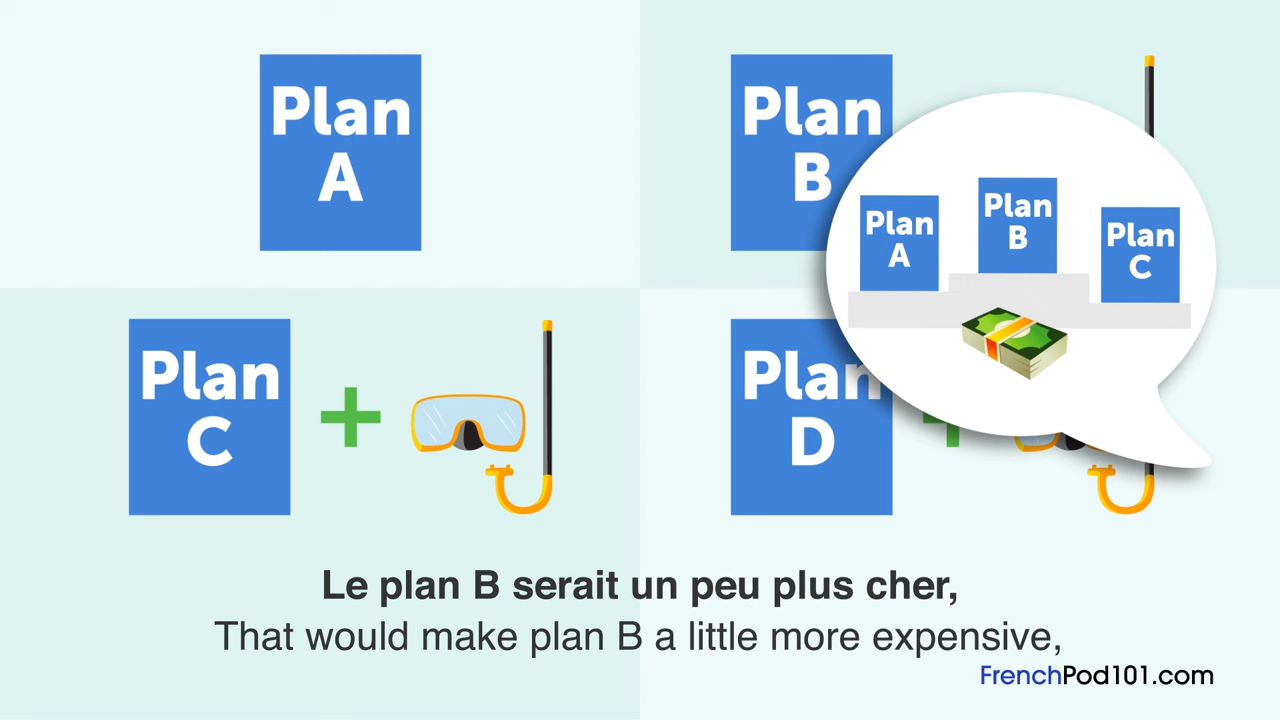 Plan
A
Plan
B
Plan
A
Plan
B
Plan
C
Plan
C
Plan
D
Le plan B serait un peu plus cher,
That would make plan B a little more expensive,
FrenchPod101.com